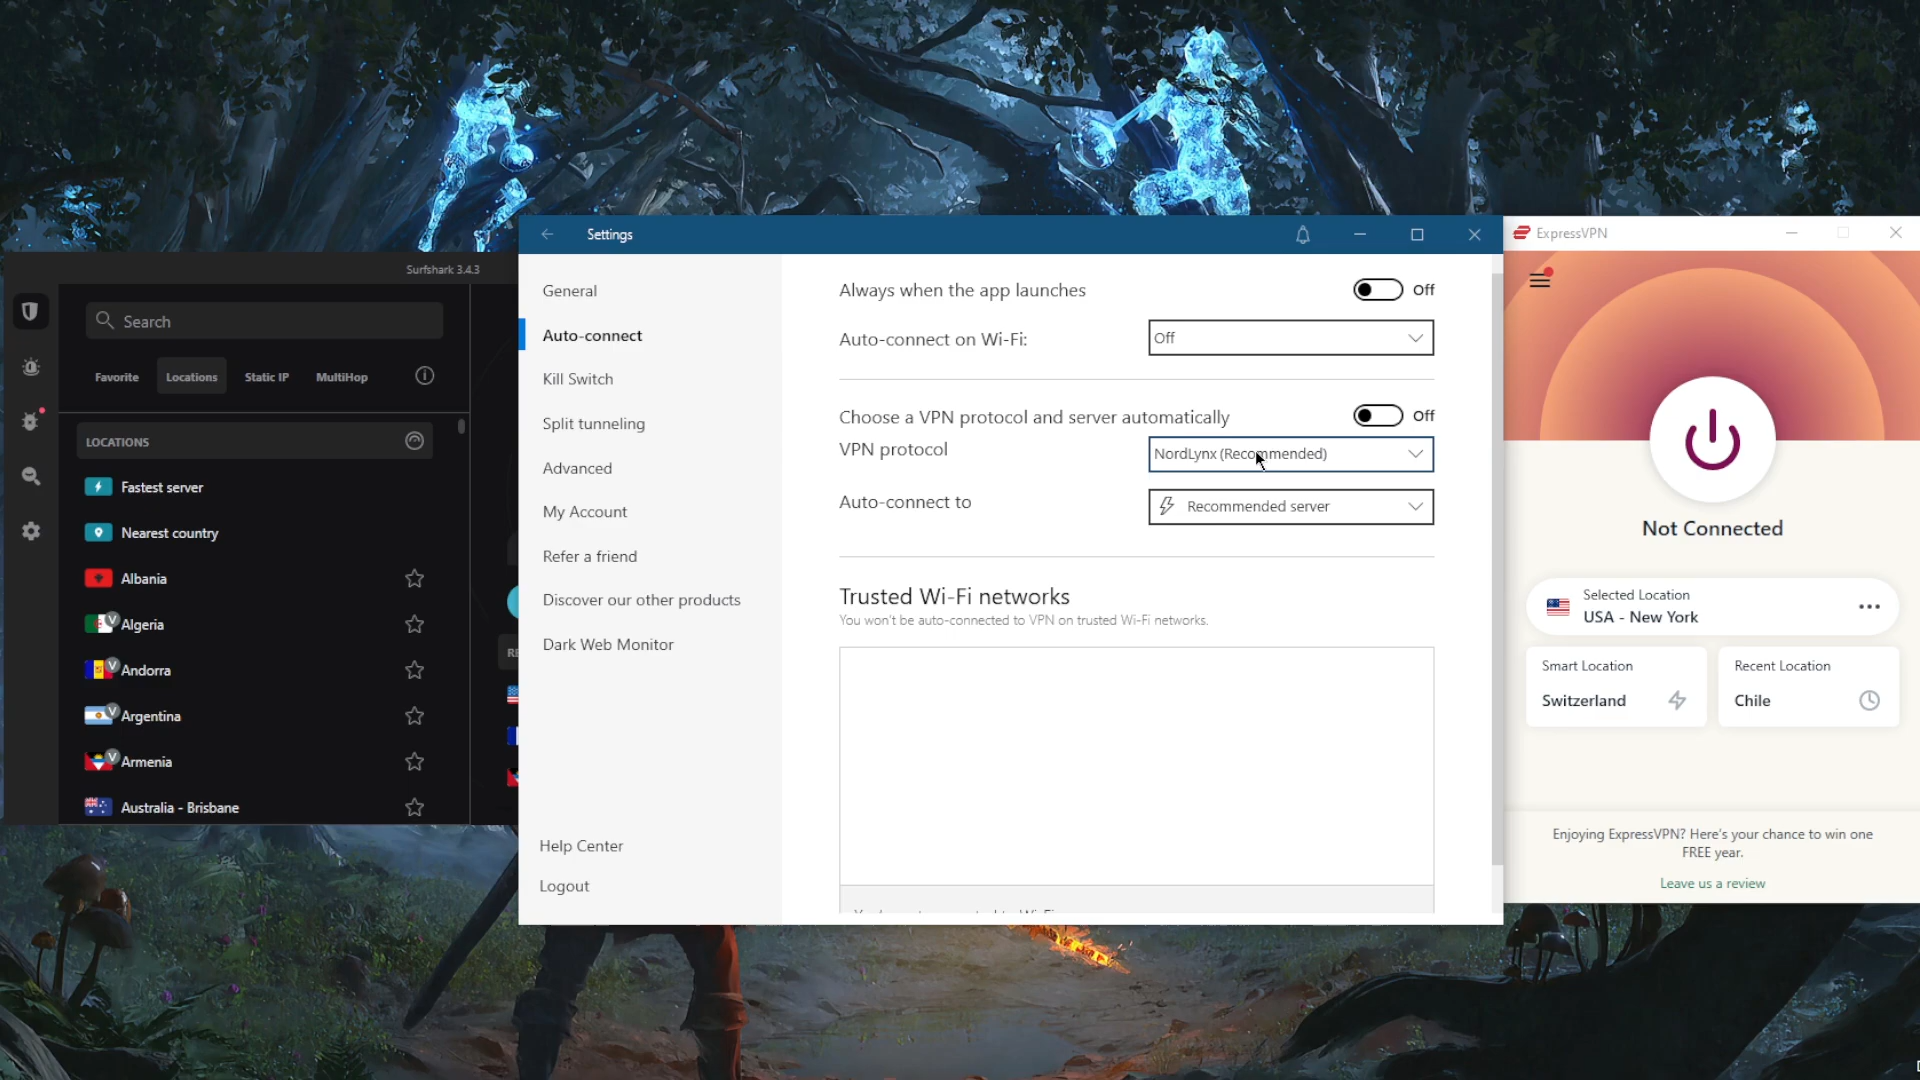 Surfshark 3.4.3
Search
Favorite
Locations
Static IP
MultiHop
LOCATIONS
Fastest server
Nearest country
Albania
V
Algeria
V
Andorra
V
Argentina
V
Armenia
Australia - Brisbane
RE
Settings
General
Auto-connect
Kill Switch
Split tunneling
Advanced
My Account
Refer a friend
Discover our other products
Dark Web Monitor
Help Center
Logout
Always when the app launches
Off
Auto-connect on Wi-Fi:
Off
Choose a VPN protocol and server automatically
Off
VPN protocol
NordLynx (Recommended)
Auto-connect to
Recommended server
Trusted Wi-Fi networks
You won't be auto-connected to VPN on trusted Wi-Fi networks.
ExpressVPN
Not Connected
Selected Location
USA - New York
Smart Location
Switzerland
Recent Location
Chile
Enjoying ExpressVPN? Here's your chance to win one
FREE year.
Leave us a review